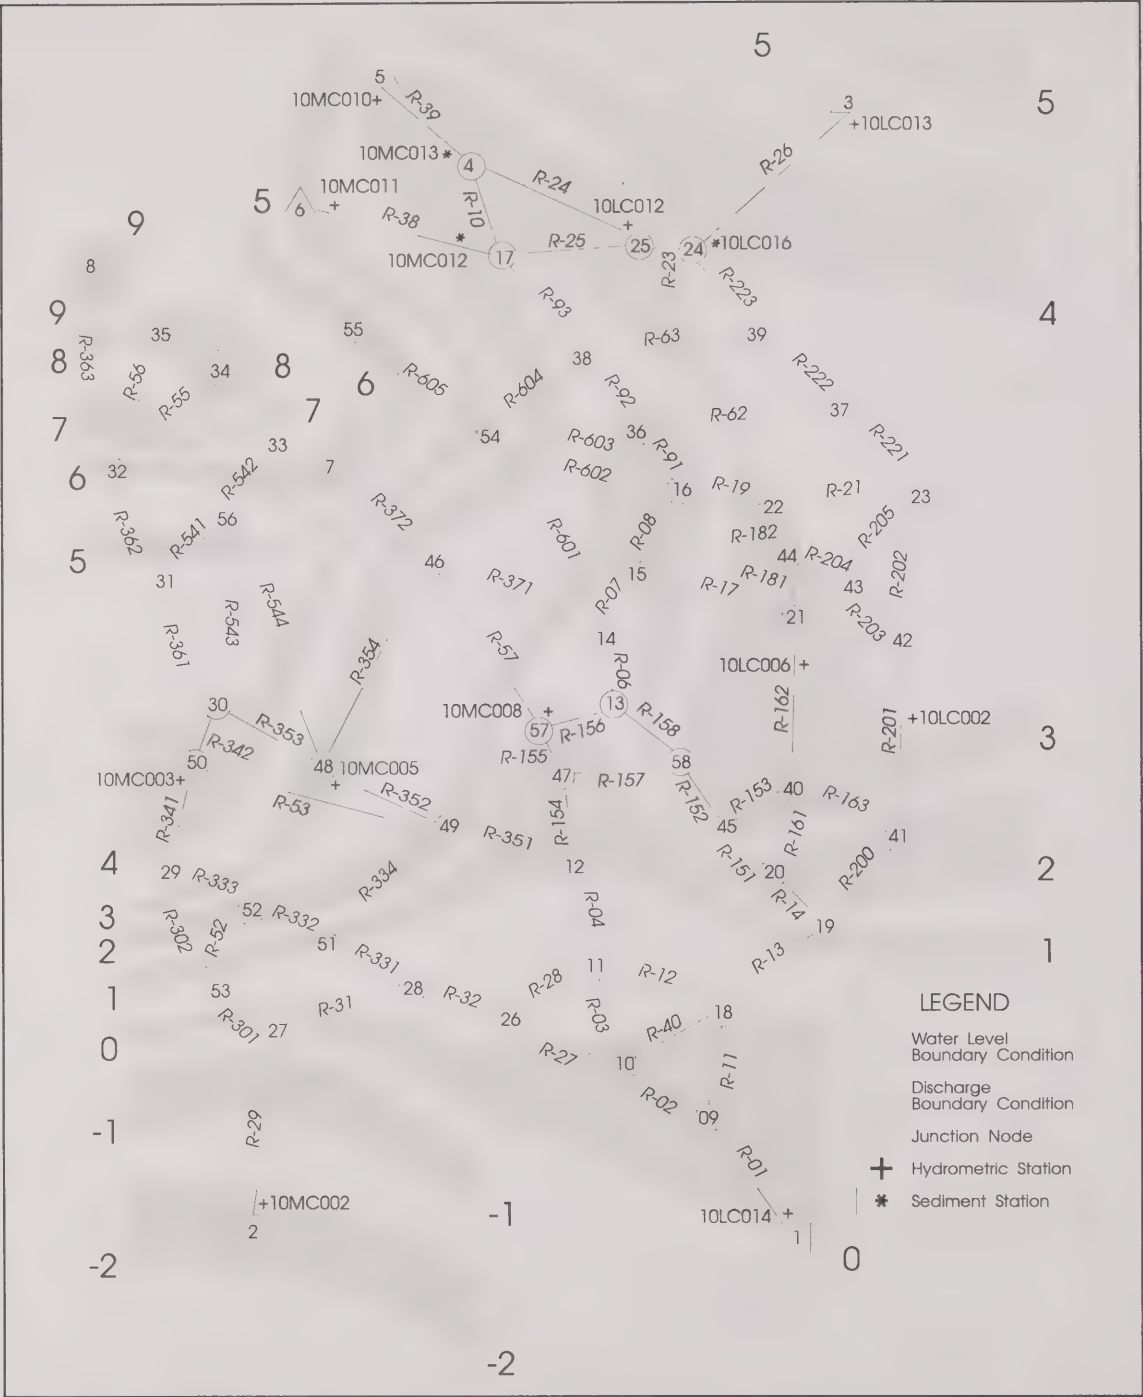 5
5
5
R-39
10MC010+
3
+10LC013
10MC013*
4
R-26
R-24
10MC011
5
6
+
R-38
R-10
10LC012
+
9
*
10MC012
17
R-25
25
24
*10LC016
8
R-23
R-223
R-93
9
4
35
55
R-63
39
R-363
8
34
8
38
R-56
6
R-605
R-604
R-92
R-222
R-55
7
R-62
37
7
33
54
R-603
36
R-91
R-221
6
32
7
R-542
R-602
16
R-19
R-21
23
22
R-372
R-362
56
R-541
R-601
R-08
R-182
R-205
5
46
44
R-204
31
R-371
15
R-17
R-181
43
R-202
R-544
R-07
R-543
21
R-203
R-361
R-57
14
42
R-354
R-06
10LC006
+
30
10MC008
+
13
R-162
R-353
57
R-156
R-158
R-201
+10LC002
3
R-342
R-155
50
48
10MC005
58
10MC003+
+
47
R-157
R-352
R-152
R-153
40
R-163
R-53
R-341
49
R-154
45
R-161
41
R-351
4
29
R-333
R-334
12
R-151
20
R-200
2
3
R-302
52
R-332
R-04
R-14
19
R-52
2
51
R-331
11
R-12
R-13
1
1
53
28
R-32
R-28
LEGEND
R-31
R-301
27
26
R-03
R-40
18
0
R-27
10
R-11
Water Level
Boundary Condition
R-02
09
Discharge
Boundary Condition
-1
R-29
Junction Node
R-01
+ Hydrometric Station
+10MC002
-1
10LC014 +
* Sediment Station
2
1
-2
0
-2